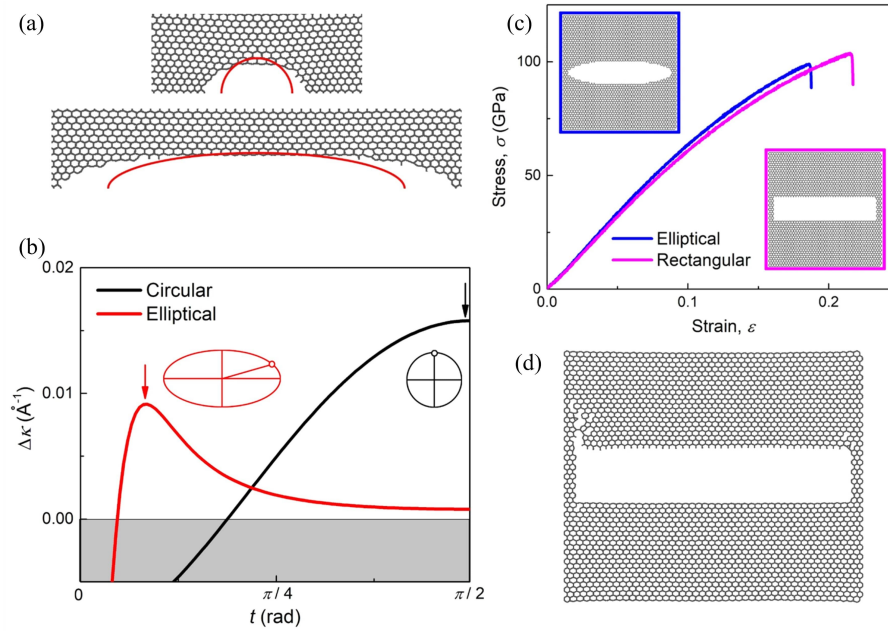 (a)
(b)
0.02
0.01
0.00
Δκ (Å⁻¹)
Circular
Elliptical
0
π / 4
π / 2
t (rad)
(c)
100
50
0
Stress, σ (GPa)
Elliptical
Rectangular
0.0
0.1
0.2
Strain, ε
(d)